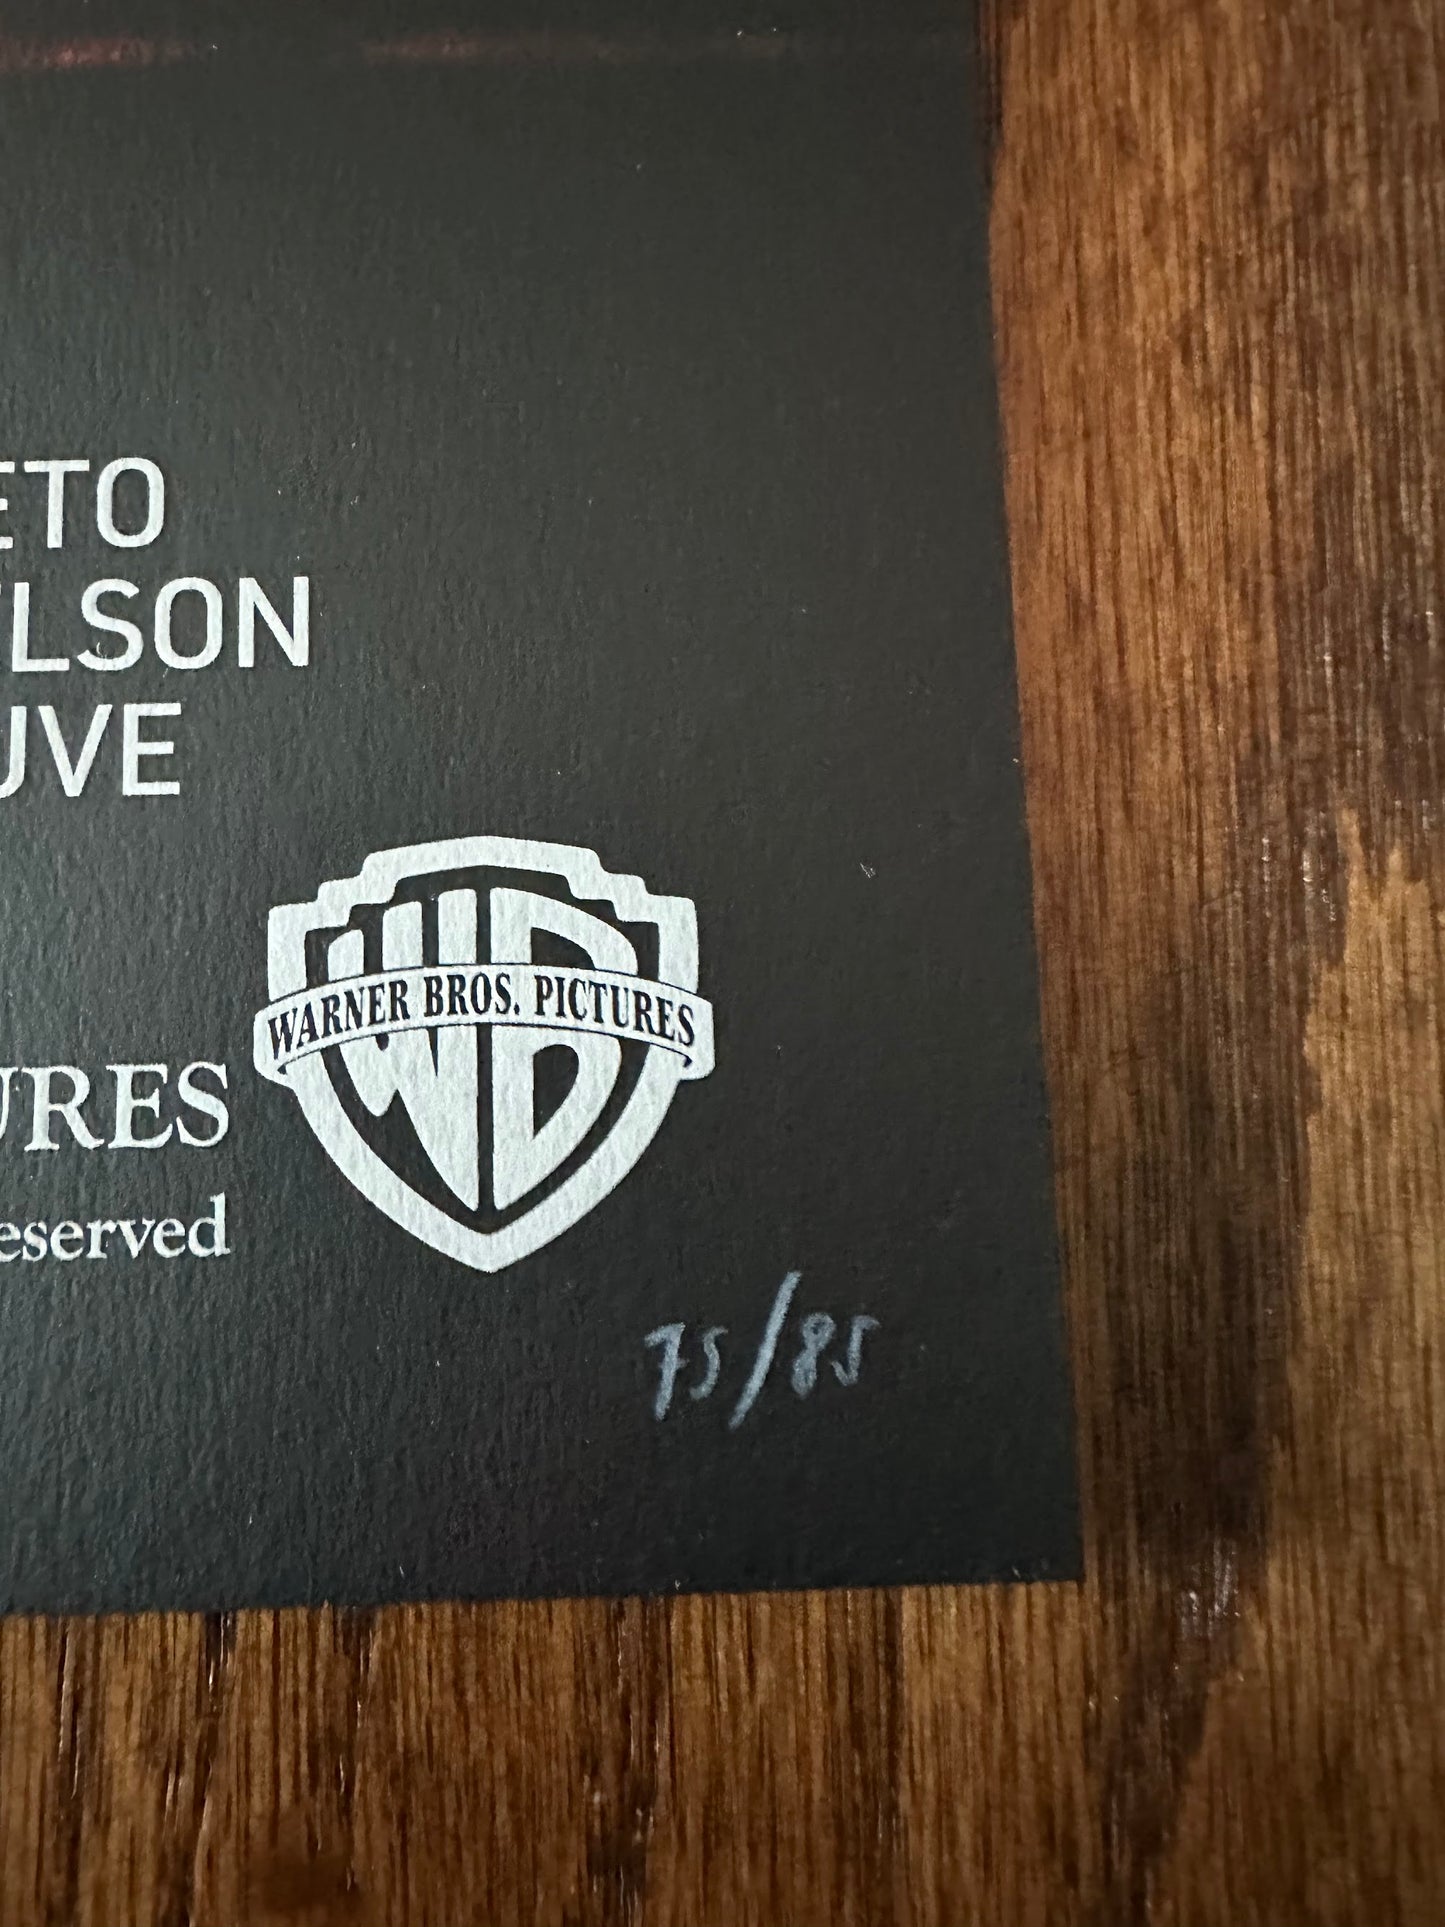 ETO
LSON
UVE
WB
WARNER BROS. PICTURES
URES
eserved
75/85